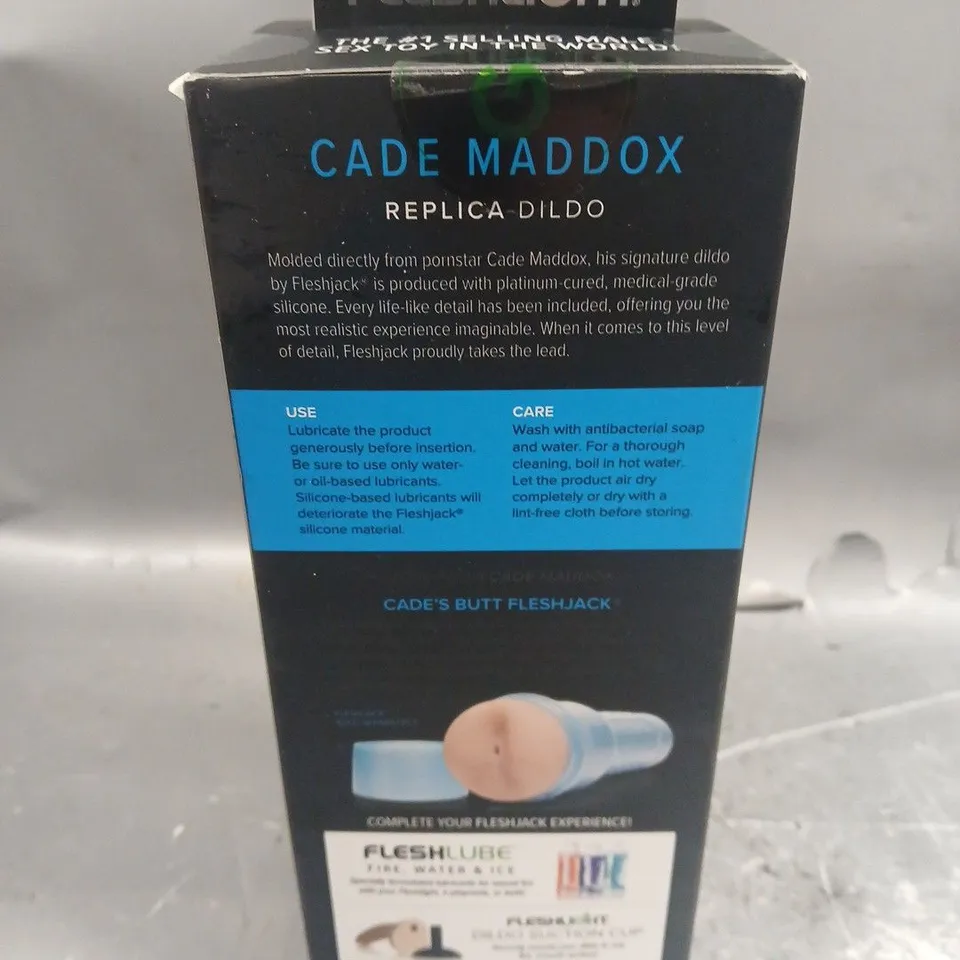 FLESHLIGHT®
THE #1 SELLING MALE
SEX TOY IN THE WORLD!
CADE MADDOX
REPLICA DILDO
Molded directly from pornstar Cade Maddox, his signature dildo
by Fleshjack™ is produced with platinum-cured, medical-grade
silicone. Every life-like detail has been included, offering you the
most realistic experience imaginable. When it comes to this level
of detail, Fleshjack proudly takes the lead.
USE
Lubricate the product
generously before insertion.
Be sure to use only water-
or oil-based lubricants.
Silicone-based lubricants will
deteriorate the Fleshjack®
silicone material.
CARE
Wash with antibacterial soap
and water. For a thorough
cleaning, boil in hot water.
Let the product air dry
completely or dry with a
lint-free cloth before storing.
CADE MADDOX
CADE'S BUTT FLESHJACK®
COMPLETE YOUR FLESHJACK EXPERIENCE!
FLESHLUBE
FIRE, WATER & ICE
FLESHLIGHT
DILDO SUCTION CUP